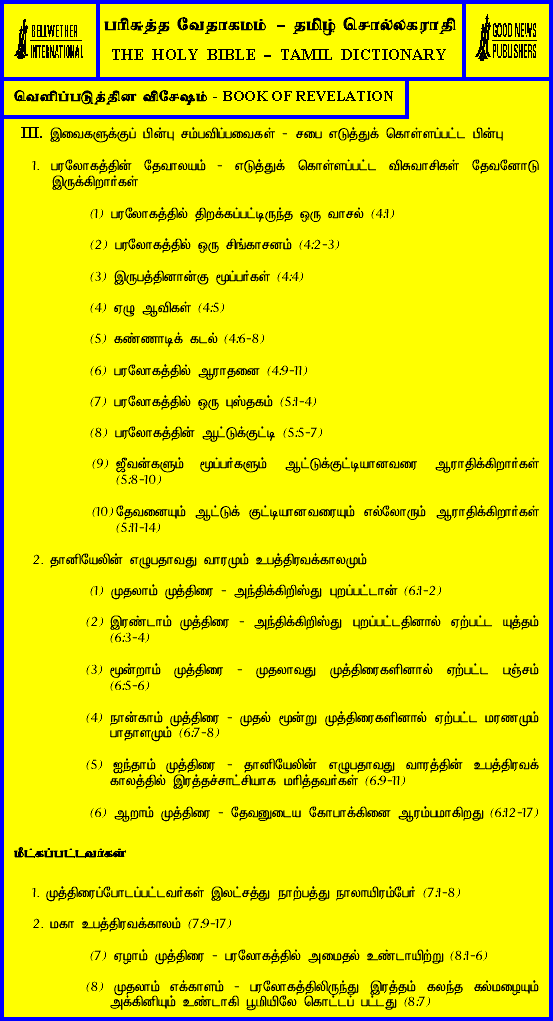 BELLWETHER
INTERNATIONAL
பரிசுத்த வேதாகமம் – தமிழ் சொல்லகராதி
THE HOLY BIBLE – TAMIL DICTIONARY
GOOD NEWS
PUBLISHERS
வெளிப்படுத்தின விசேஷம் - BOOK OF REVELATION
III. இவைகளுக்குப் பின்பு சம்பவிப்பவைகள் - சபை எடுத்துக் கொள்ளப்பட்ட பின்பு
1. பரலோகத்தின் தேவாலயம் - எடுத்துக் கொள்ளப்பட்ட விசுவாசிகள் தேவனோடு
இருக்கிறார்கள்
(1) பரலோகத்தில் திறக்கப்பட்டிருந்த ஒரு வாசல் (4:1)
(2) பரலோகத்தில் ஒரு சிங்காசனம் (4:2-3)
(3) இருபத்தினான்கு மூப்பர்கள் (4:4)
(4) ஏழு ஆவிகள் (4:5)
(5) கண்ணாடிக் கடல் (4:6-8)
(6) பரலோகத்தில் ஆராதனை (4:9-11)
(7) பரலோகத்தில் ஒரு புஸ்தகம் (5:1-4)
(8) பரலோகத்தின் ஆட்டுக்குட்டி (5:5-7)
(9) ஜீவன்களும் மூப்பர்களும் ஆட்டுக்குட்டியானவரை ஆராதிக்கிறார்கள்
(5:8-10)
(10) தேவனையும் ஆட்டுக் குட்டியானவரையும் எல்லோரும் ஆராதிக்கிறார்கள்
(5:11-14)
2. தானியேலின் எழுபதாவது வாரமும் உபத்திரவக்காலமும்
(1) முதலாம் முத்திரை - அந்திக்கிறிஸ்து புறப்பட்டான் (6:1-2)
(2) இரண்டாம் முத்திரை - அந்திக்கிறிஸ்து புறப்பட்டதினால் ஏற்பட்ட யுத்தம்
(6:3-4)
(3) மூன்றாம் முத்திரை - முதலாவது முத்திரைகளினால் ஏற்பட்ட பஞ்சம்
(6:5-6)
(4) நான்காம் முத்திரை - முதல் மூன்று முத்திரைகளினால் ஏற்பட்ட மரணமும்
பாதாளமும் (6:7-8)
(5) ஐந்தாம் முத்திரை - தானியேலின் எழுபதாவது வாரத்தின் உபத்திரவக்
காலத்தில் இரத்தச்சாட்சியாக மரித்தவர்கள் (6:9-11)
(6) ஆறாம் முத்திரை - தேவனுடைய கோபாக்கினை ஆரம்பமாகிறது (6:12-17)
மீட்கப்பட்டவர்கள்
1. முத்திரைப்போடப்பட்டவர்கள் இலட்சத்து நாற்பத்து நாலாயிரம்பேர் (7:1-8)
2. மகா உபத்திரவக்காலம் (7:9-17)
(7) ஏழாம் முத்திரை - பரலோகத்தில் அமைதல் உண்டாயிற்று (8:1-6)
(8) முதலாம் எக்காளம் - பரலோகத்திலிருந்து இரத்தம் கலந்த கல்மழையும்
அக்கினியும் உண்டாகி பூமியிலே கொட்டப் பட்டது (8:7)